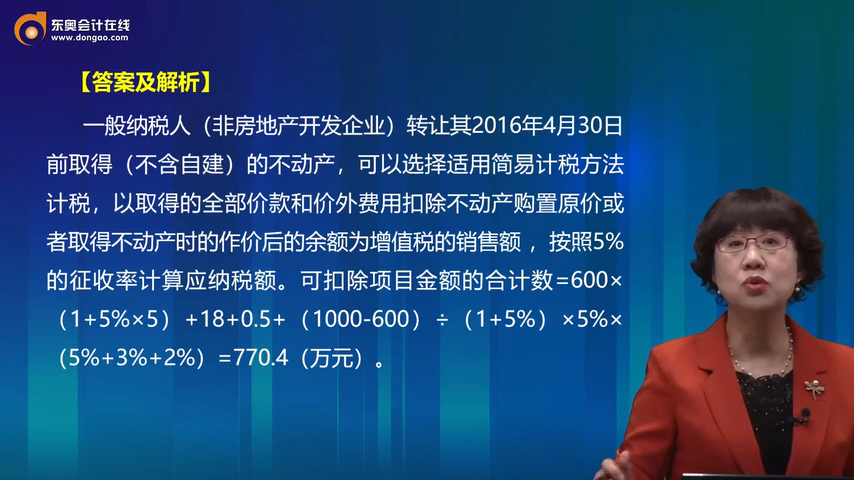 东奥会计在线
www.dongao.com
【答案及解析】
一般纳税人（非房地产开发企业）转让其2016年4月30日
前取得（不含自建）的不动产，可以选择适用简易计税方法
计税，以取得的全部价款和价外费用扣除不动产购置原价或
者取得不动产时的作价后的余额为增值税的销售额 ，按照5%
的征收率计算应纳税额。可扣除项目金额的合计数=600×
（1+5%×5）+18+0.5+（1000-600）÷（1+5%）×5%×
（5%+3%+2%）=770.4（万元）。